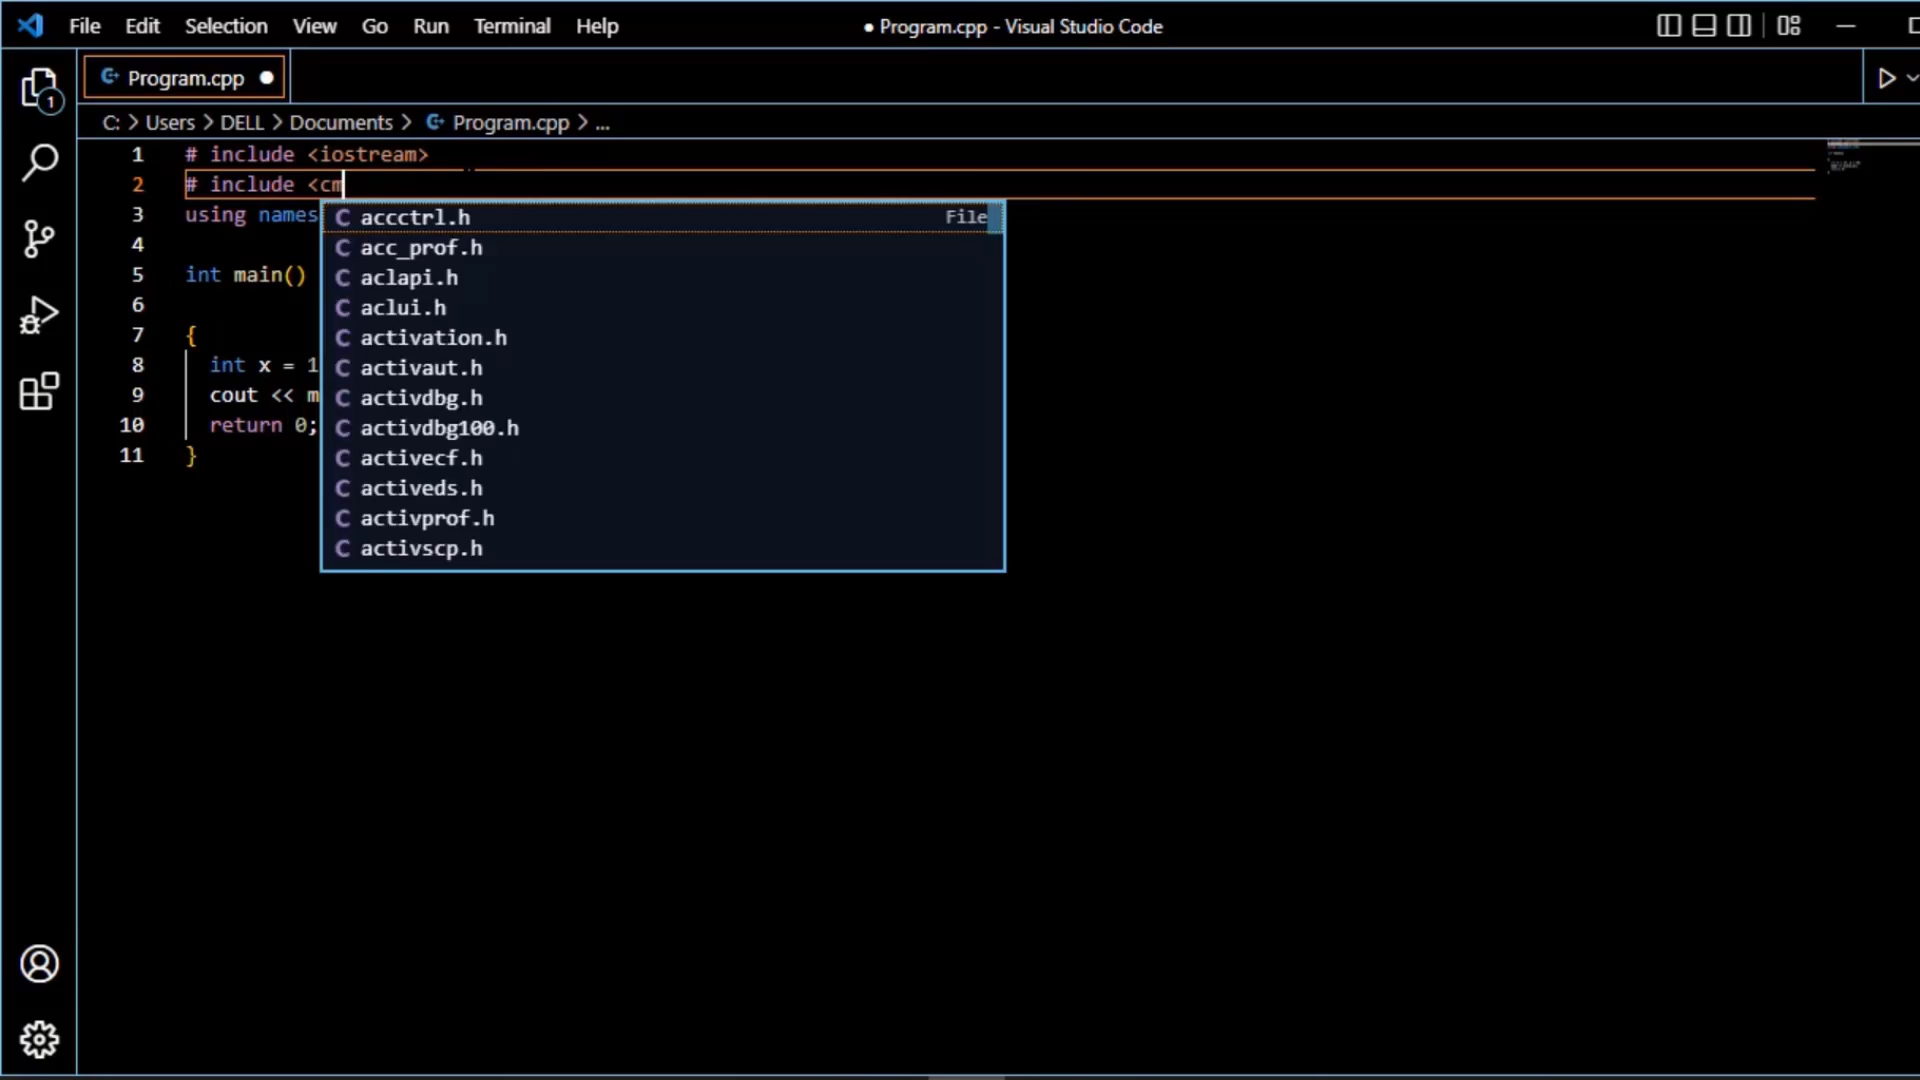 File Edit Selection View Go Run Terminal Help ● Program.cpp - Visual Studio Code
Program.cpp ●
1
C: > Users > DELL > Documents > Program.cpp > ...
1 # include <iostream>
2 # include <cm
3 using names
4
5 int main()
6
7 {
8 int x = 1
9 cout << m
10 return 0;
11 }
accctrl.h File
acc_prof.h
aclapi.h
aclui.h
activation.h
activaut.h
activdbg.h
activdbg100.h
activecf.h
activeds.h
activprof.h
activscp.h